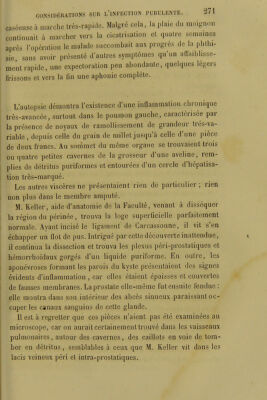 CONSIDÉRATIONS SUR L'INFECTION PURULENTE. 271
caséeuse à marche très-rapide. Malgré cela, la plaie du moignon
continuait à marcher vers la cicatrisation et quatre semaines
après l'opération le malade succombait aux progrès de la phthi-
sie, sans avoir présenté d'autres symptômes qu'un affaiblisse-
ment rapide, une expectoration peu abondante, quelques légers
frissons et vers la fin une aphonie complète.
L'autopsie démontra l'existence d'une inflammation chronique
très-avancée, surtout dans le poumon gauche, caractérisée par
la présence de noyaux de ramollissement de grandeur très-va-
riable, depuis celle du grain de millet jusqu'à celle d'une pièce
de deux francs. Au sommet du même organe se trouvaient trois
ou quatre petites cavernes de la grosseur d'une aveline, rem-
plies de détritus puriformes et entourées d'un cercle d'hépatisa-
tion très-marqué.
Les autres viscères ne présentaient rien de particulier ; rien
non plus dans le membre amputé.
M. Keller, aide d'anatomie de la Faculté, venant à disséquer
la région du périnée, trouva la loge superficielle parfaitement
normale. Ayant incisé le ligament de Carcassonne, il vit s'en
échapper un flot de pus. Intrigué par cette découverte inattendue,
il continua la dissection et trouva les plexus péri-prostatiques et
hémorrhoïdaux gorgés d'un liquide puriforme. En outre, les
aponévroses formant les parois du kyste présentaient des signes
évidents d'inflammation, car elles étaient épaisses et couvertes
de fausses membranes. La prostate elle-même fut ensuite fendue :
elle montra dans son intérieur des abcès sinueux paraissant oc-
cuper les canaux sanguins de cette glande.
Il est à regretter que ces pièces n'aient pas été examinées au
microscope, car on aurait certainement trouvé dans les vaisseaux
pulmonaires, autour des cavernes, des caillots en voie de tom-
ber en détritus, semblables à ceux que M. Keller vit dans les
lacis veineux péri et intra-prostatiques.